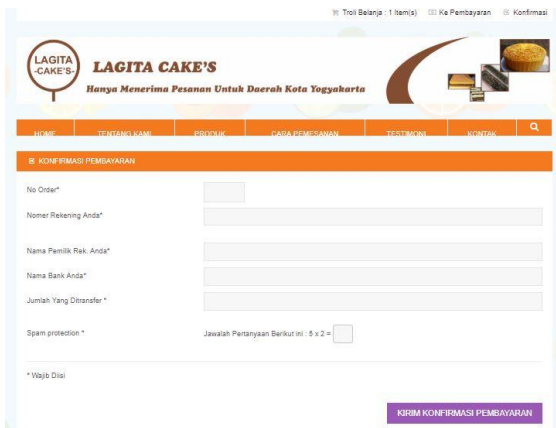 Troli Belanja : 1 Item(s) Ke Pembayaran Konfirmasi
LAGITA
-CAKE'S-
LAGITA CAKE'S
Hanya Menerima Pesanan Untuk Daerah Kota Yogyakarta
HOME TENTANG KAMI PRODUK CARA PEMESANAN TESTIMONI KONTAK
KONFIRMASI PEMBAYARAN
No Order*
Nomer Rekening Anda*
Nama Pemilik Rek. Anda*
Nama Bank Anda*
Jumlah Yang Ditransfer *
Spam protection * Jawalah Pertanyaan Berikut ini : 5 x 2 =
* Wajib Diisi
KIRIM KONFIRMASI PEMBAYARAN